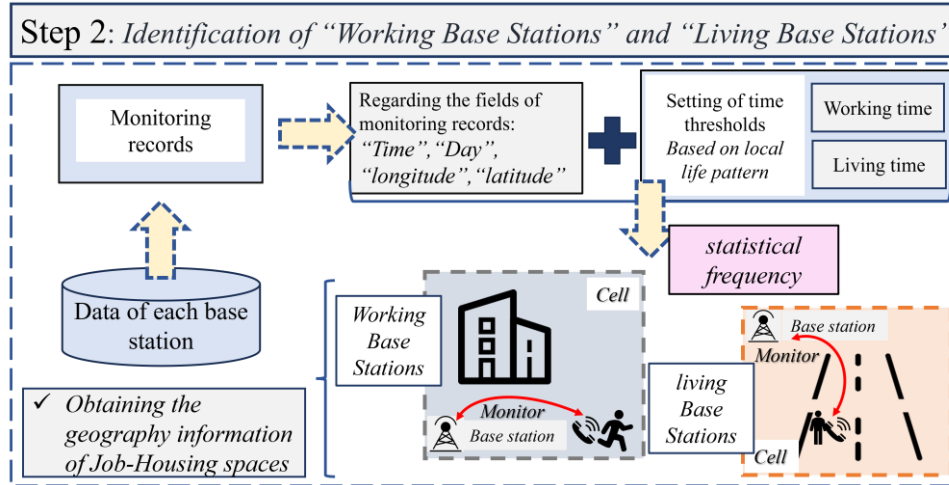 Step 2: Identification of “Working Base Stations” and “Living Base Stations’
Monitoring
records
Regarding the fields of
monitoring records:
“Time”,“Day”,
“longitude”,“latitude”
Setting of time
thresholds
Based on local
life pattern
Working time
Living time
statistical
frequency
Data of each base
station
✓ Obtaining the
geography information
of Job-Housing spaces
Working
Base
Stations
Cell
Monitor
Base station
living
Base
Stations
Base station
Monitor
Cell